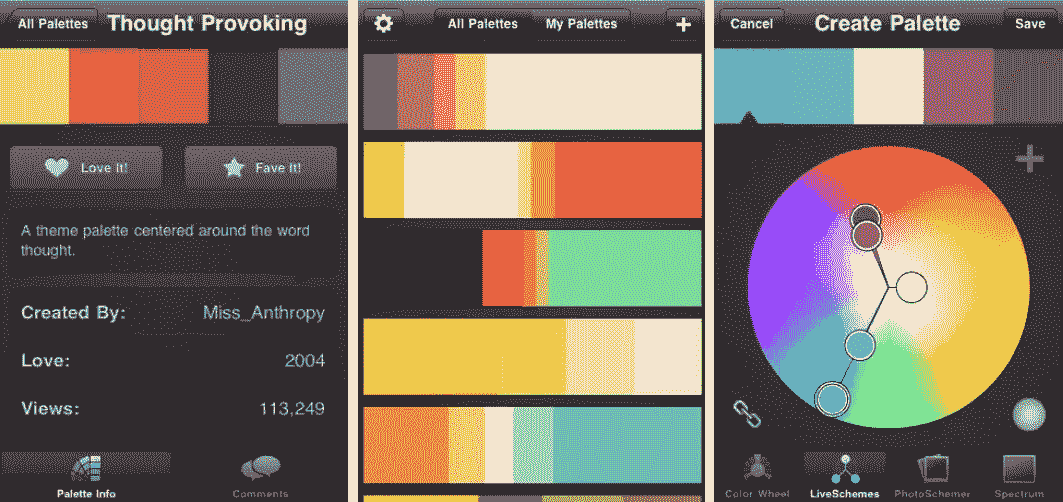 All Palettes
Thought Provoking
Love It!
Fave It!
A theme palette centered around the word
thought.
Created By: Miss_Anthropy
Love: 2004
Views: 113,249
Palette Info
Comments
All Palettes
My Palettes
Cancel
Create Palette
Save
Color Wheel
LiveSchemes
PhotoSchemer
Spectrum